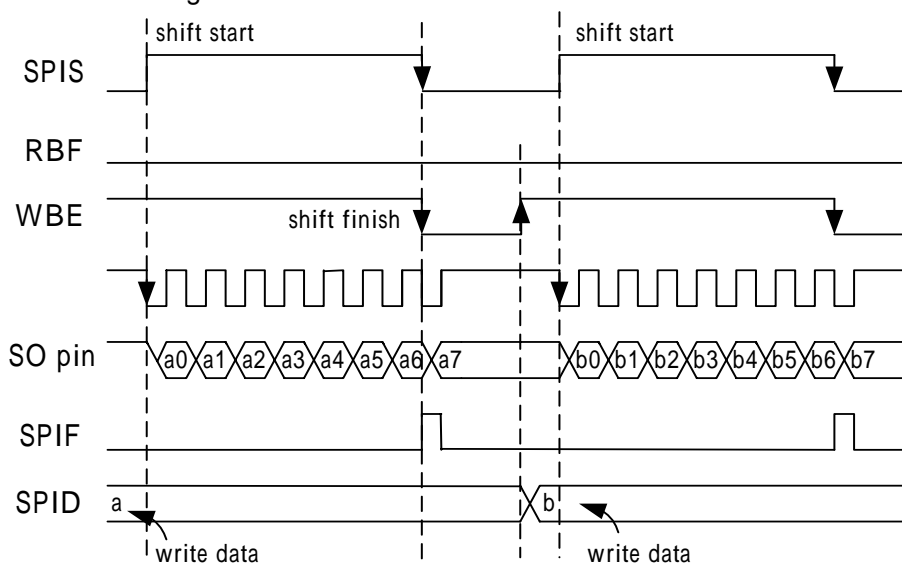 shift start shift start
SPIS
RBF
WBE shift finish
SO pin a0 a1 a2 a3 a4 a5 a6 a7 b0 b1 b2 b3 b4 b5 b6 b7
SPIF
SPID a b
write data write data